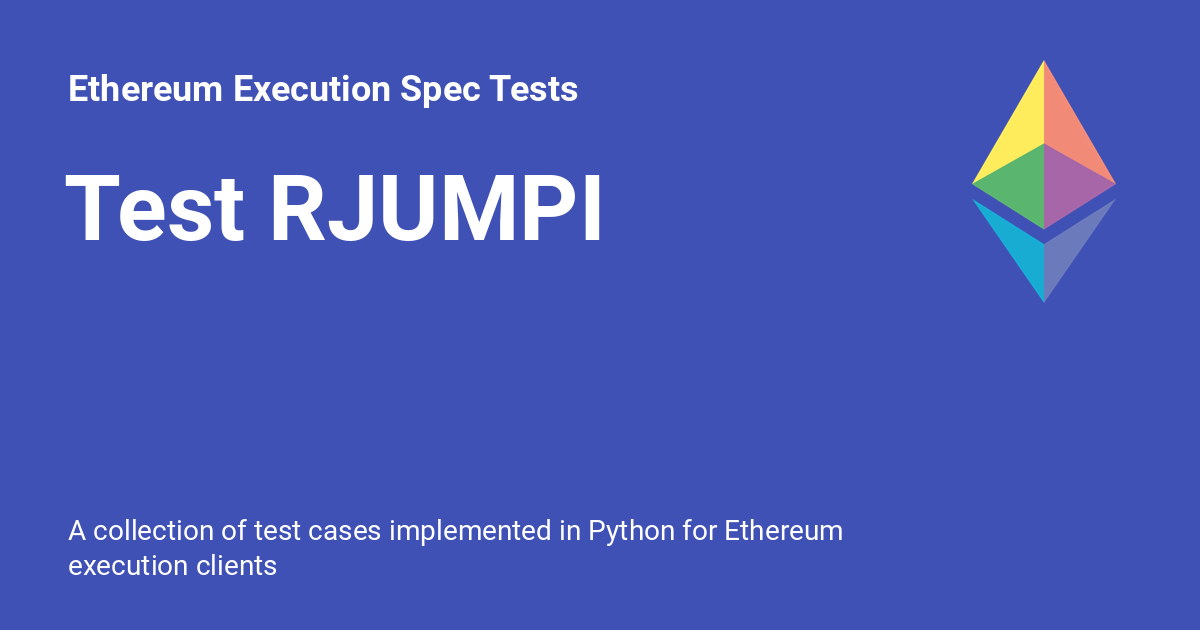 Ethereum Execution Spec Tests
Test RJUMPI
A collection of test cases implemented in Python for Ethereum
execution clients